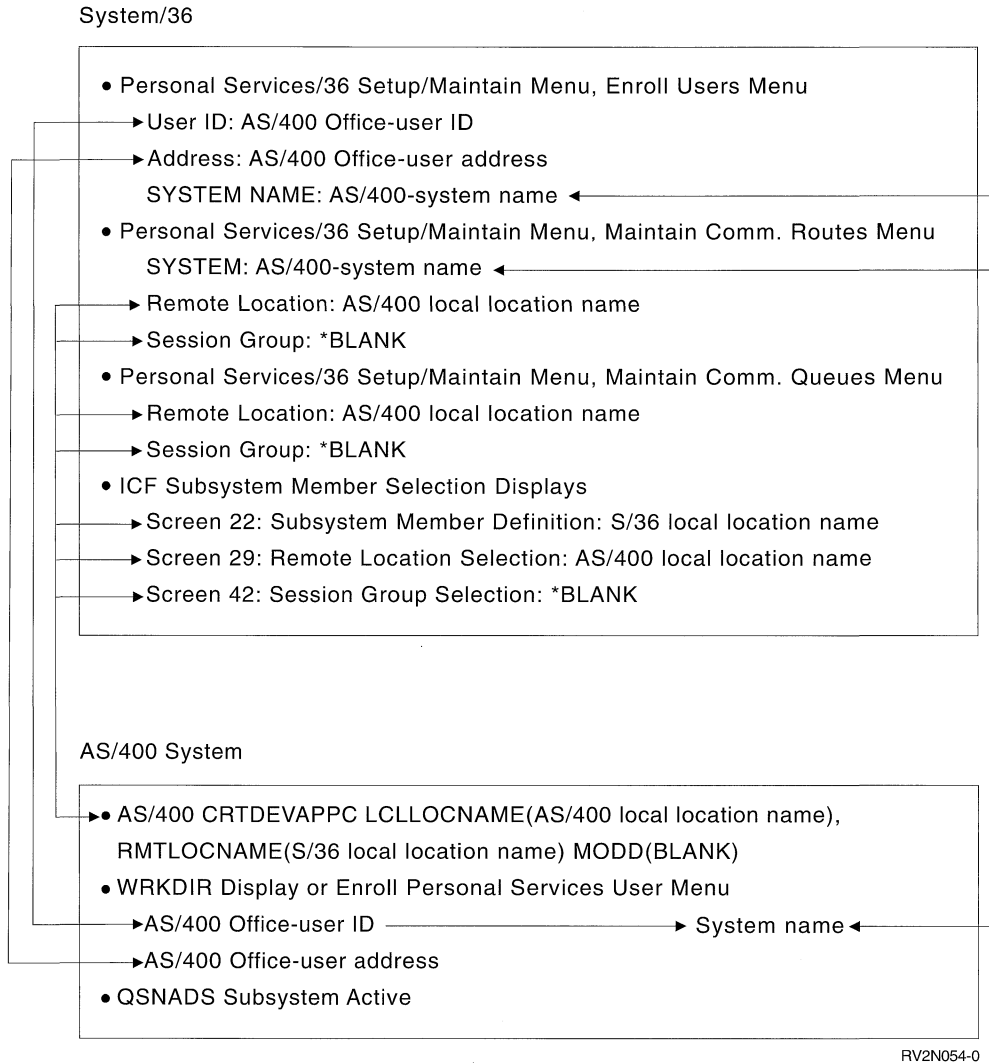 System/36
• Personal Services/36 Setup/Maintain Menu, Enroll Users Menu
User ID: AS/400 Office-user ID
Address: AS/400 Office-user address
SYSTEM NAME: AS/400-system name
• Personal Services/36 Setup/Maintain Menu, Maintain Comm. Routes Menu
SYSTEM: AS/400-system name
Remote Location: AS/400 local location name
Session Group: *BLANK
• Personal Services/36 Setup/Maintain Menu, Maintain Comm. Queues Menu
Remote Location: AS/400 local location name
Session Group: *BLANK
• ICF Subsystem Member Selection Displays
Screen 22: Subsystem Member Definition: S/36 local location name
Screen 29: Remote Location Selection: AS/400 local location name
Screen 42: Session Group Selection: *BLANK
AS/400 System
• AS/400 CRTDEVAPPC LCLLOCNAME(AS/400 local location name),
RMTLOCNAME(S/36 local location name) MODD(BLANK)
• WRKDIR Display or Enroll Personal Services User Menu
AS/400 Office-user ID System name
AS/400 Office-user address
• QSNADS Subsystem Active
RV2N054-0